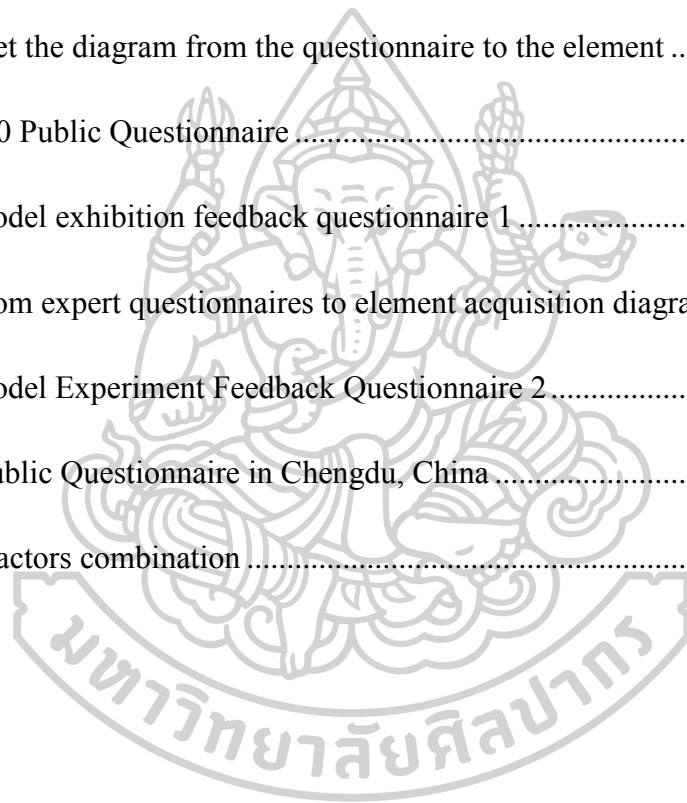 et the diagram from the questionnaire to the element ..
0 Public Questionnaire ................................................
odel exhibition feedback questionnaire 1 ....................
om expert questionnaires to element acquisition diagra
odel Experiment Feedback Questionnaire 2 ................
ublic Questionnaire in Chengdu, China ......................
actors combination .....................................................
มหาวิทยาลัยศิลปากร